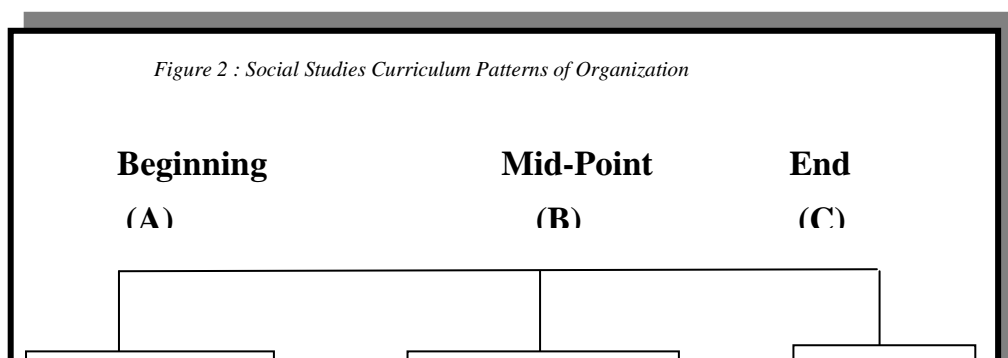 Figure 2 : Social Studies Curriculum Patterns of Organization
Beginning Mid-Point End
(A) (B) (C)